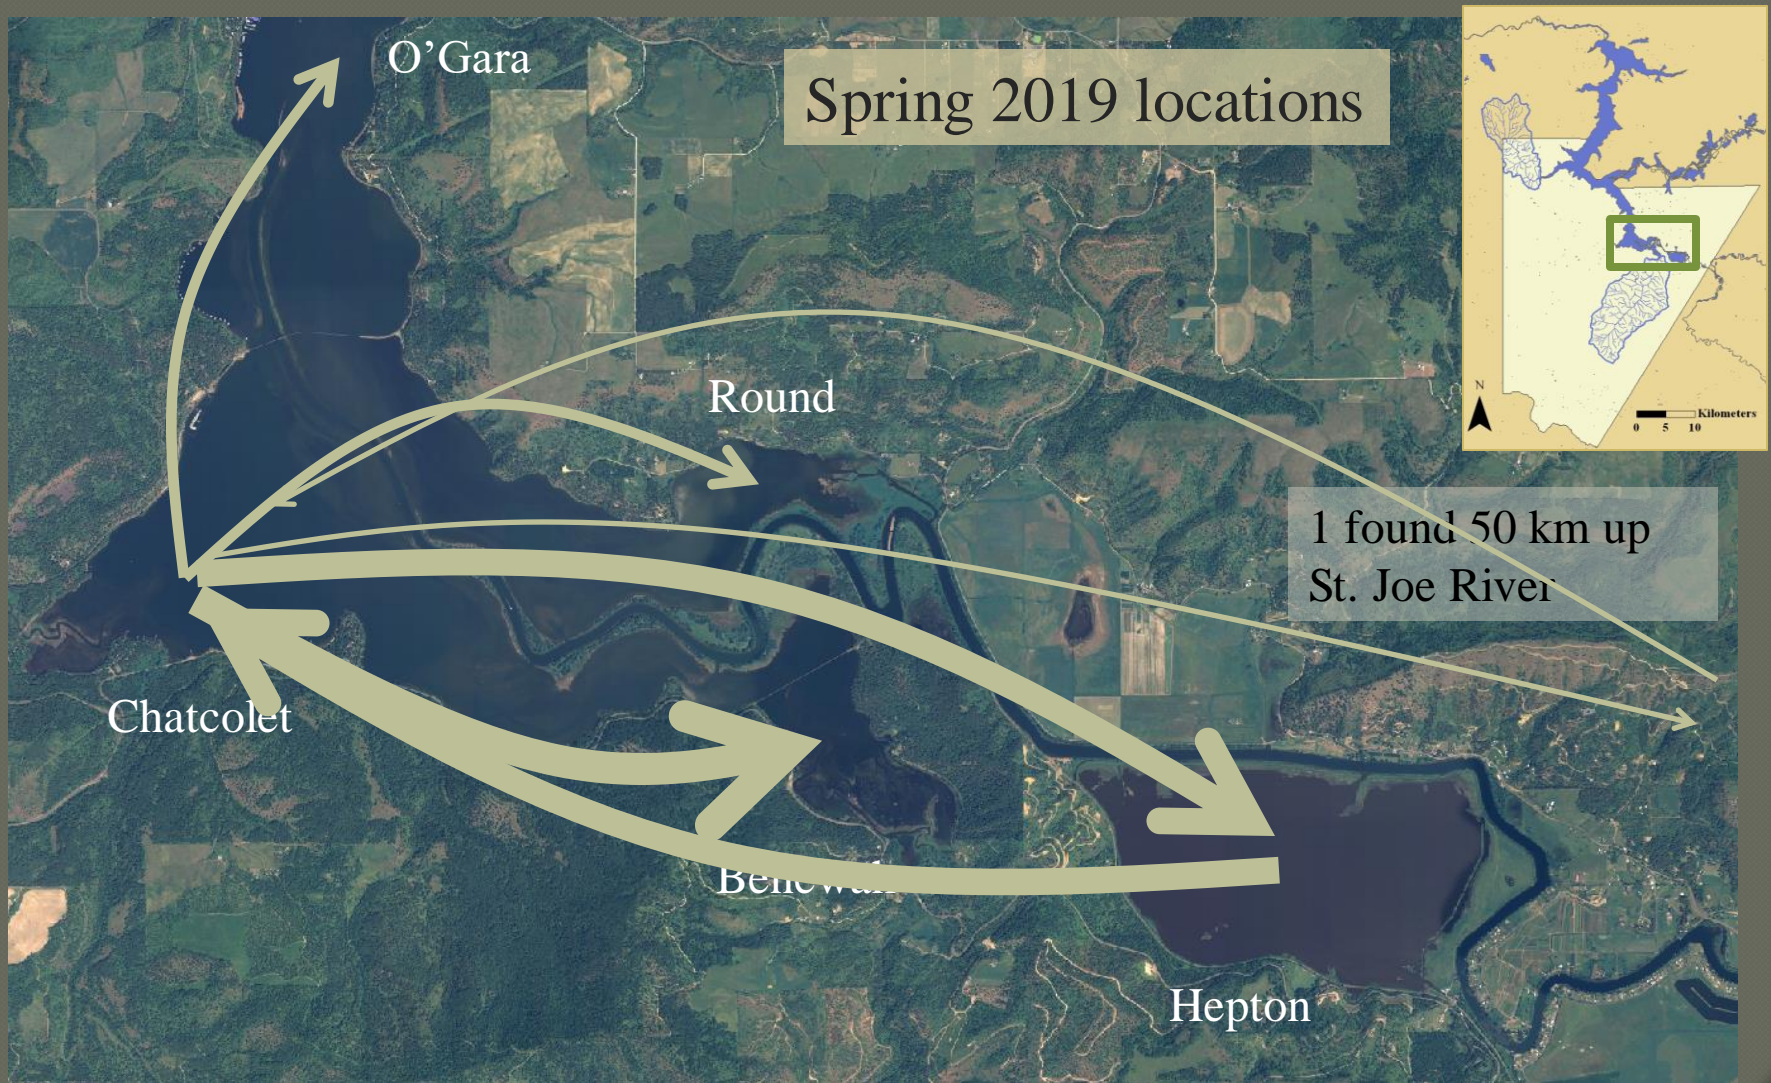 O’Gara
Spring 2019 locations
N
Kilometers
0 5 10
Round
1 found 50 km up
St. Joe River
Chatcolet
Hepton